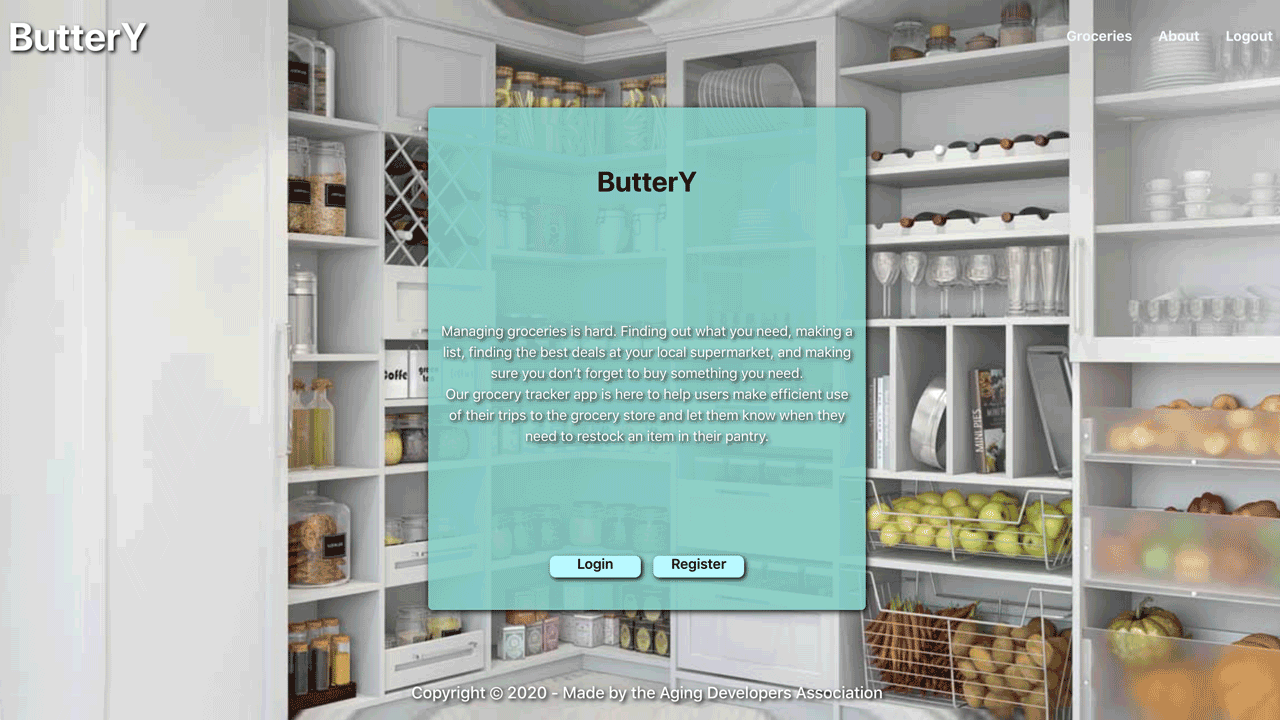 ButterY
Groceries About Logout
ButterY
Managing groceries is hard. Finding out what you need, making a
list, finding the best deals at your local supermarket, and making
sure you don’t forget to buy something you need.
Our grocery tracker app is here to help users make efficient use
of their trips to the grocery store and let them know when they
need to restock an item in their pantry.
MINI PIES
Login Register
Copyright © 2020 - Made by the Aging Developers Association